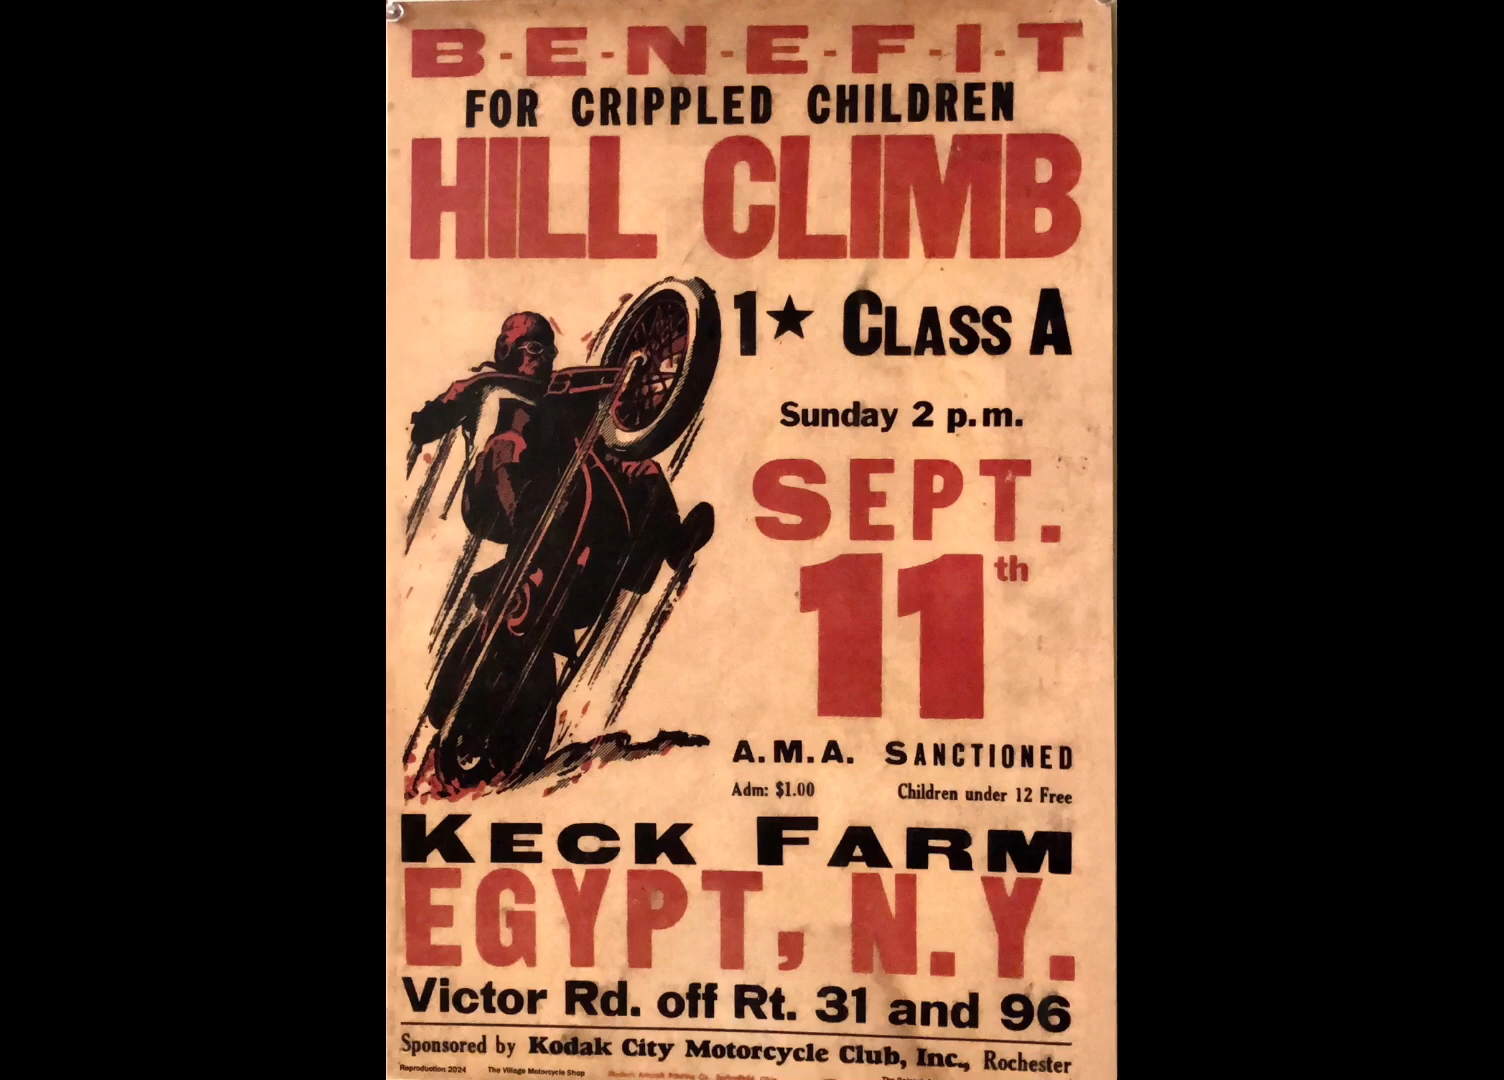 B-E-N-E-F-I-T
FOR CRIPPLED CHILDREN
HILL CLIMB
1★ CLASS A
Sunday 2 p.m.
SEPT.
11th
A.M.A. SANCTIONED
Adm: $1.00 Children under 12 Free
KECK FARM
EGYPT, N.Y.
Victor Rd. off Rt. 31 and 96
Sponsored by Kodak City Motorcycle Club, Inc., Rochester
Reproduction 2024 The Village Motorcycle Shop